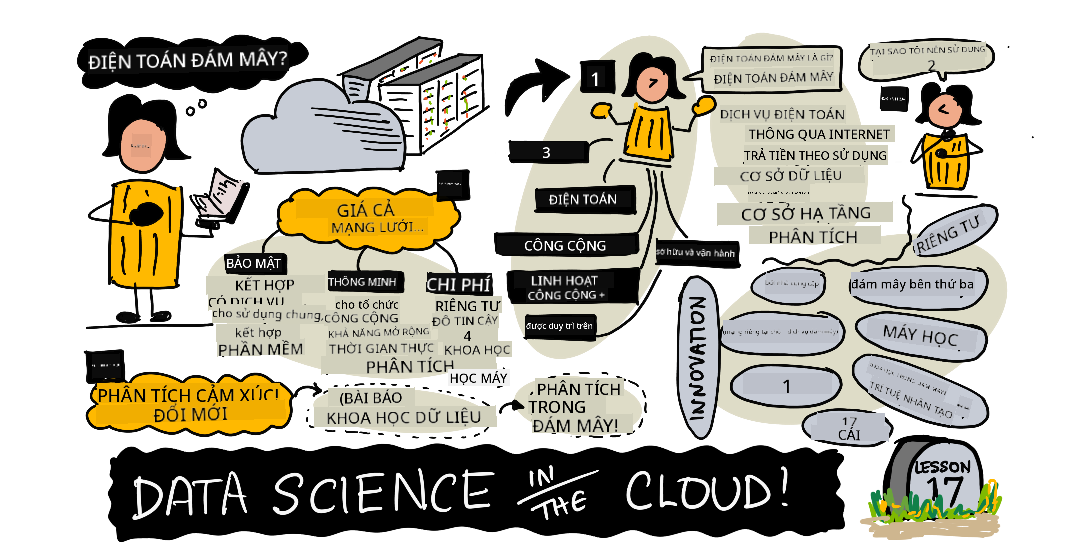 ĐIỆN TOÁN ĐÁM MÂY?
1
ĐIỆN TOÁN ĐÁM MÂY LÀ GÌ?
ĐIỆN TOÁN ĐÁM MÂY
TẠI SAO TÔI NÊN SỬ DỤNG
2
DỊCH VỤ ĐIỆN TOÁN
THÔNG QUA INTERNET
TRẢ TIỀN THEO SỬ DỤNG
CƠ SỞ DỮ LIỆU
CƠ SỞ HẠ TẦNG
PHÂN TÍCH
3
ĐIỆN TOÁN
CÔNG CỘNG
sở hữu và vận hành
LINH HOẠT
CÔNG CỘNG +
được duy trì trên
GIÁ CẢ
MẠNG LƯỚI...
BẢO MẬT
KẾT HỢP
CÓ DỊCH VỤ
cho sử dụng chung,
kết hợp
PHẦN MỀM
THÔNG MINH
cho tổ chức
CÔNG CỘNG
KHẢ NĂNG MỞ RỘNG
THỜI GIAN THỰC
PHÂN TÍCH
CHI PHÍ
RIÊNG TƯ
ĐỘ TIN CẬY
4
KHOA HỌC
HỌC MÁY
RIÊNG TƯ
đám mây bên thứ ba
MÁY HỌC
TRÍ TUỆ NHÂN TẠO
1
17
CÁI
INNOVATION
PHÂN TÍCH CẢM XÚC!
ĐỔI MỚI
(BÀI BÁO
KHOA HỌC DỮ LIỆU
PHÂN TÍCH
TRONG
ĐÁM MÂY!
DATA SCIENCE IN THE CLOUD!
LESSON
17